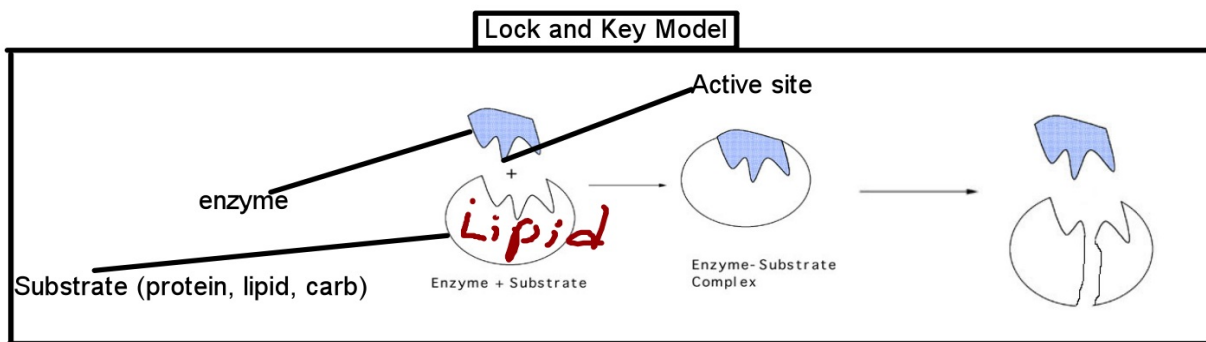 Lock and Key Model
Active site
+
enzyme
Lipid
Substrate (protein, lipid, carb)
Enzyme + Substrate
Enzyme-Substrate
Complex